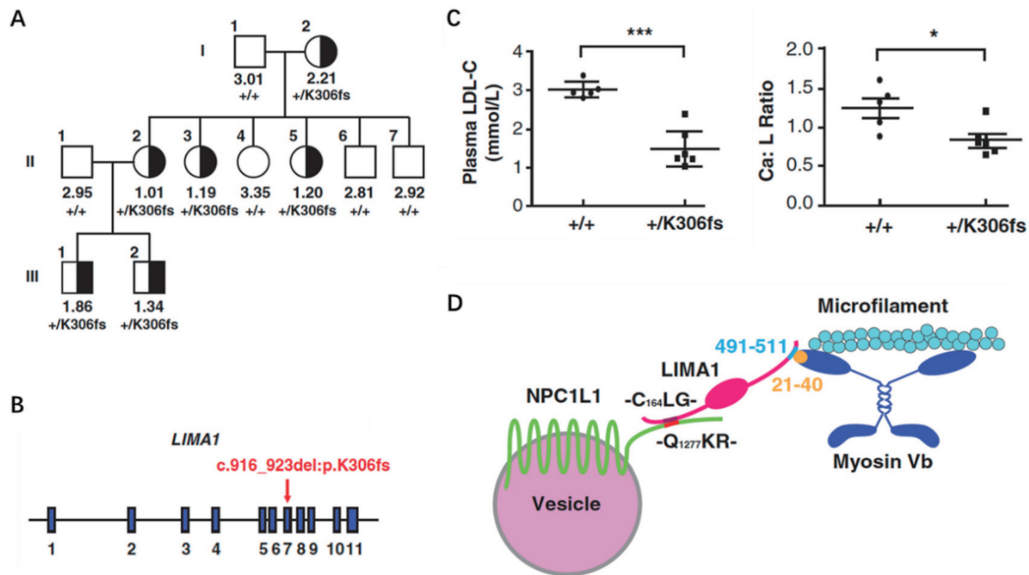 A
I
1
2
3.01
+/+
2.21
+/K306fs
II
1
2
3
4
5
6
7
2.95
+/+
1.01
+/K306fs
1.19
+/K306fs
3.35
+/+
1.20
+/K306fs
2.81
+/+
2.92
+/+
III
1
2
1.86
+/K306fs
1.34
+/K306fs
B
LIMA1
c.916_923del:p.K306fs
1 2 3 4 5 6 7 8 9 10 11
C
Plasma LDL-C
(mmol/L)
4
3
2
1
0
***
+/+ +/K306fs
Ca: L Ratio
2.0
1.5
1.0
0.5
0.0
*
+/+ +/K306fs
D
Microfilament
491-511
LIMA1
21-40
NPC1L1
-C₁₆₄LG-
-Q₁₂₇₇KR-
Myosin Vb
Vesicle